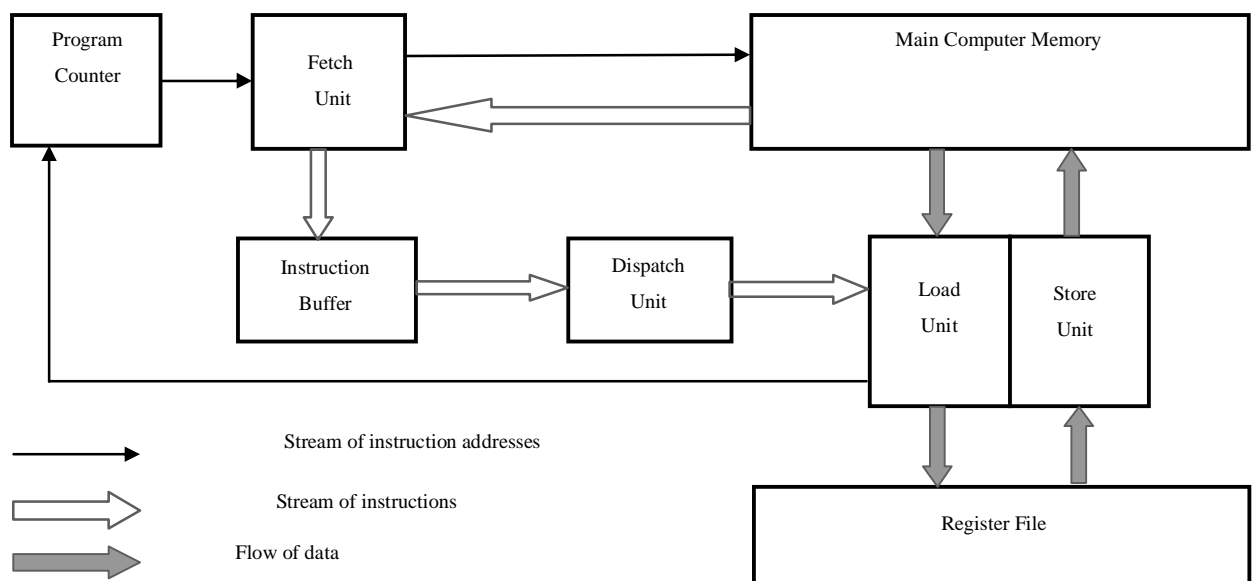 Program
Counter
Fetch
Unit
Main Computer Memory
Instruction
Buffer
Dispatch
Unit
Load
Unit
Store
Unit
Stream of instruction addresses
Stream of instructions
Flow of data
Register File